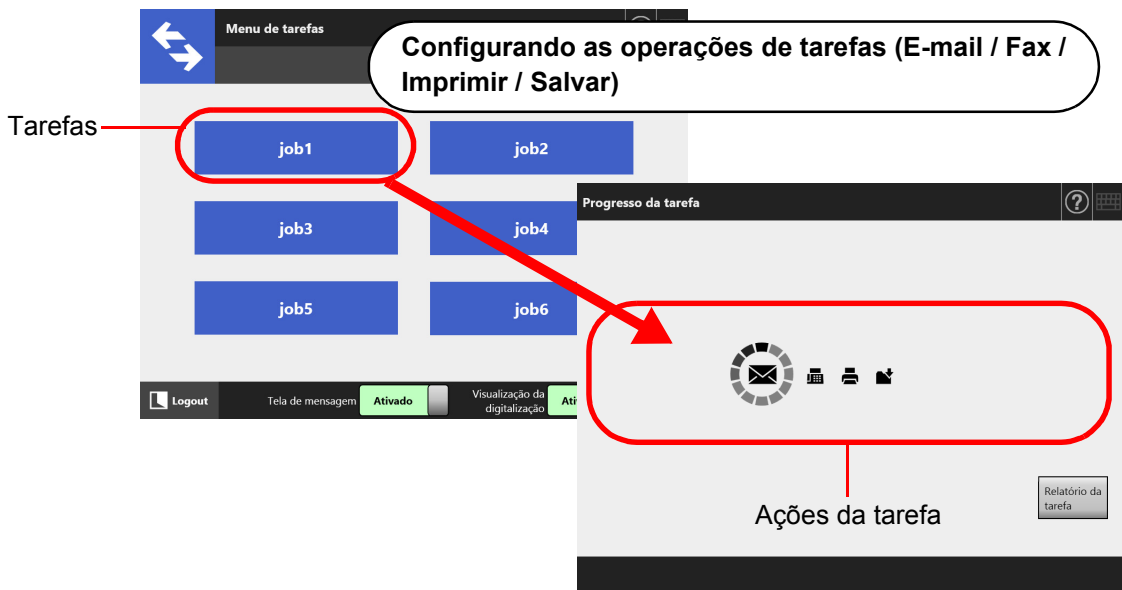 Menu de tarefas
Configurando as operações de tarefas (E-mail / Fax /
Imprimir / Salvar)
Tarefas
job1
job2
job3
job4
job5
job6
Logout
Tela de mensagem
Ativado
Visualização da
digitalização
Progresso da tarefa
?
Ações da tarefa
Relatório da
tarefa